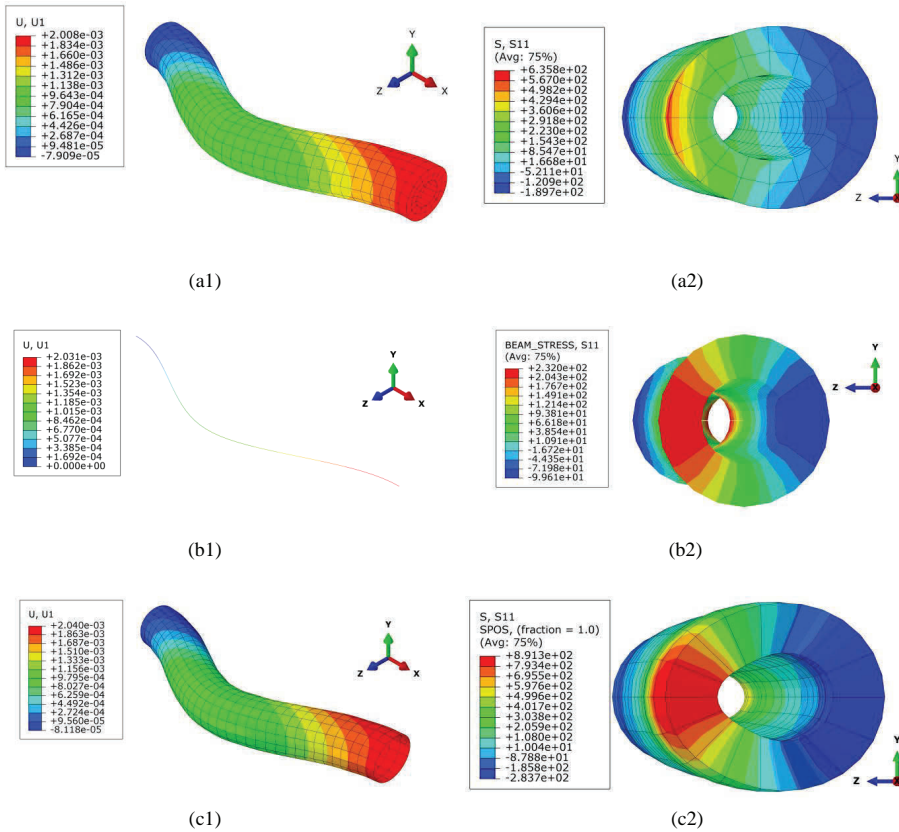 U, U1
+2.008e-03
+1.834e-03
+1.660e-03
+1.486e-03
+1.312e-03
+1.138e-03
+9.643e-04
+7.904e-04
+6.165e-04
+4.426e-04
+2.687e-04
+9.481e-05
-7.909e-05
Y
Z
X
S, S11
(Avg: 75%)
+6.358e+02
+5.670e+02
+4.982e+02
+4.294e+02
+3.606e+02
+2.918e+02
+2.230e+02
+1.543e+02
+8.547e+01
+1.668e+01
-5.211e+01
-1.209e+02
-1.897e+02
Y
Z
X
(a1)
(a2)
U, U1
+2.031e-03
+1.862e-03
+1.692e-03
+1.523e-03
+1.354e-03
+1.185e-03
+1.015e-03
+8.462e-04
+6.770e-04
+5.077e-04
+3.385e-04
+1.692e-04
+0.000e+00
Y
Z
X
BEAM_STRESS, S11
(Avg: 75%)
+2.320e+02
+2.043e+02
+1.767e+02
+1.491e+02
+1.214e+02
+9.381e+01
+6.618e+01
+3.854e+01
+1.091e+01
-1.672e+01
-4.435e+01
-7.198e+01
-9.961e+01
Y
Z
X
(b1)
(b2)
U, U1
+2.040e-03
+1.863e-03
+1.687e-03
+1.510e-03
+1.333e-03
+1.156e-03
+9.795e-04
+8.027e-04
+6.259e-04
+4.492e-04
+2.724e-04
+9.560e-05
-8.118e-05
Y
Z
X
S, S11
SPOS, (fraction = 1.0)
(Avg: 75%)
+8.913e+02
+7.934e+02
+6.955e+02
+5.976e+02
+4.996e+02
+4.017e+02
+3.038e+02
+2.059e+02
+1.080e+02
+1.004e+01
-8.788e+01
-1.858e+02
-2.837e+02
Y
Z
X
(c1)
(c2)